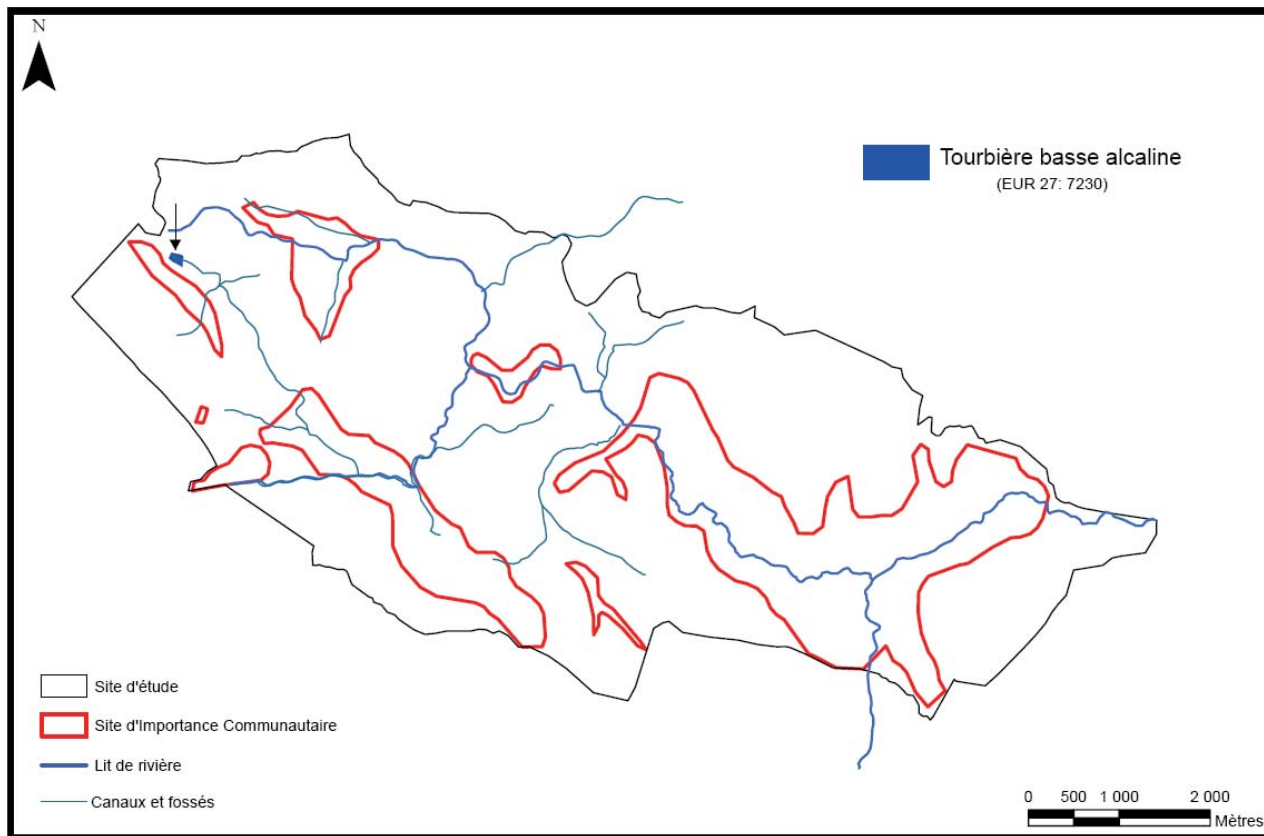 N
Tourbière basse alcaline
(EUR 27: 7230)
Site d'étude
Site d'Importance Communautaire
Lit de rivière
Canaux et fossés
0 500 1 000 2 000
Mètres